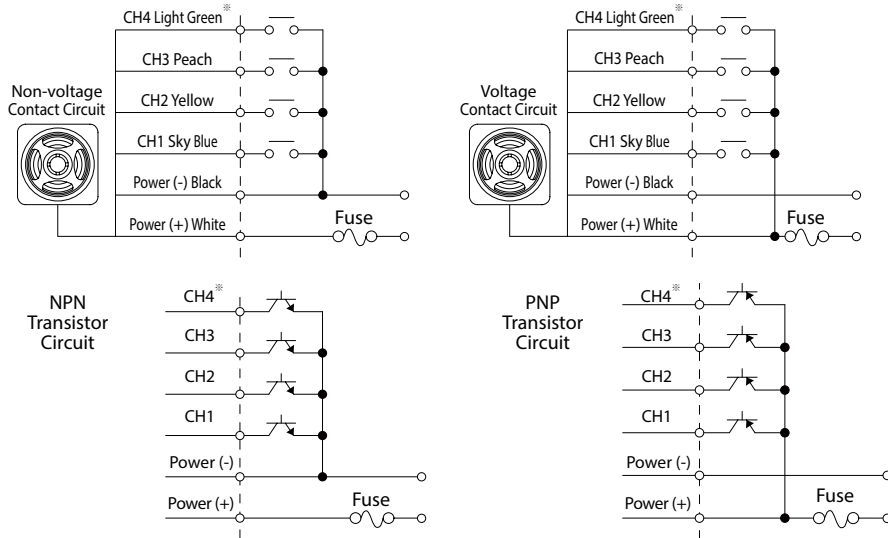 CH4 Light Green※
CH3 Peach
Non-voltage
Contact Circuit
CH2 Yellow
CH1 Sky Blue
Power (-) Black
Power (+) White
Fuse
CH4 Light Green※
CH3 Peach
Voltage
Contact Circuit
CH2 Yellow
CH1 Sky Blue
Power (-) Black
Power (+) White
Fuse
NPN
Transistor
Circuit
CH4※
CH3
CH2
CH1
Power (-)
Power (+)
Fuse
PNP
Transistor
Circuit
CH4※
CH3
CH2
CH1
Power (-)
Power (+)
Fuse